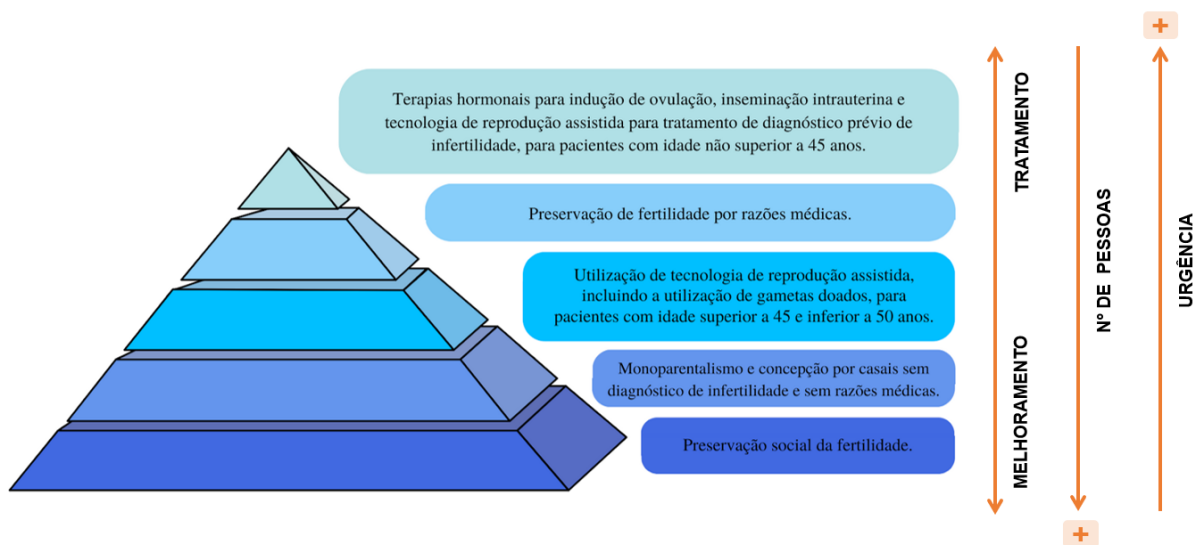 +
Terapias hormonais para indução de ovulação, inseminação intrauterina e
tecnologia de reprodução assistida para tratamento de diagnóstico prévio de
infertilidade, para pacientes com idade não superior a 45 anos.
Preservação de fertilidade por razões médicas.
Utilização de tecnologia de reprodução assistida,
incluindo a utilização de gametas doados, para
pacientes com idade superior a 45 e inferior a 50 anos.
Monoparentalismo e concepção por casais sem
diagnóstico de infertilidade e sem razões médicas.
Preservação social da fertilidade.
TRATAMENTO
MELHORAMENTO
N° DE PESSOAS
URGÊNCIA
+